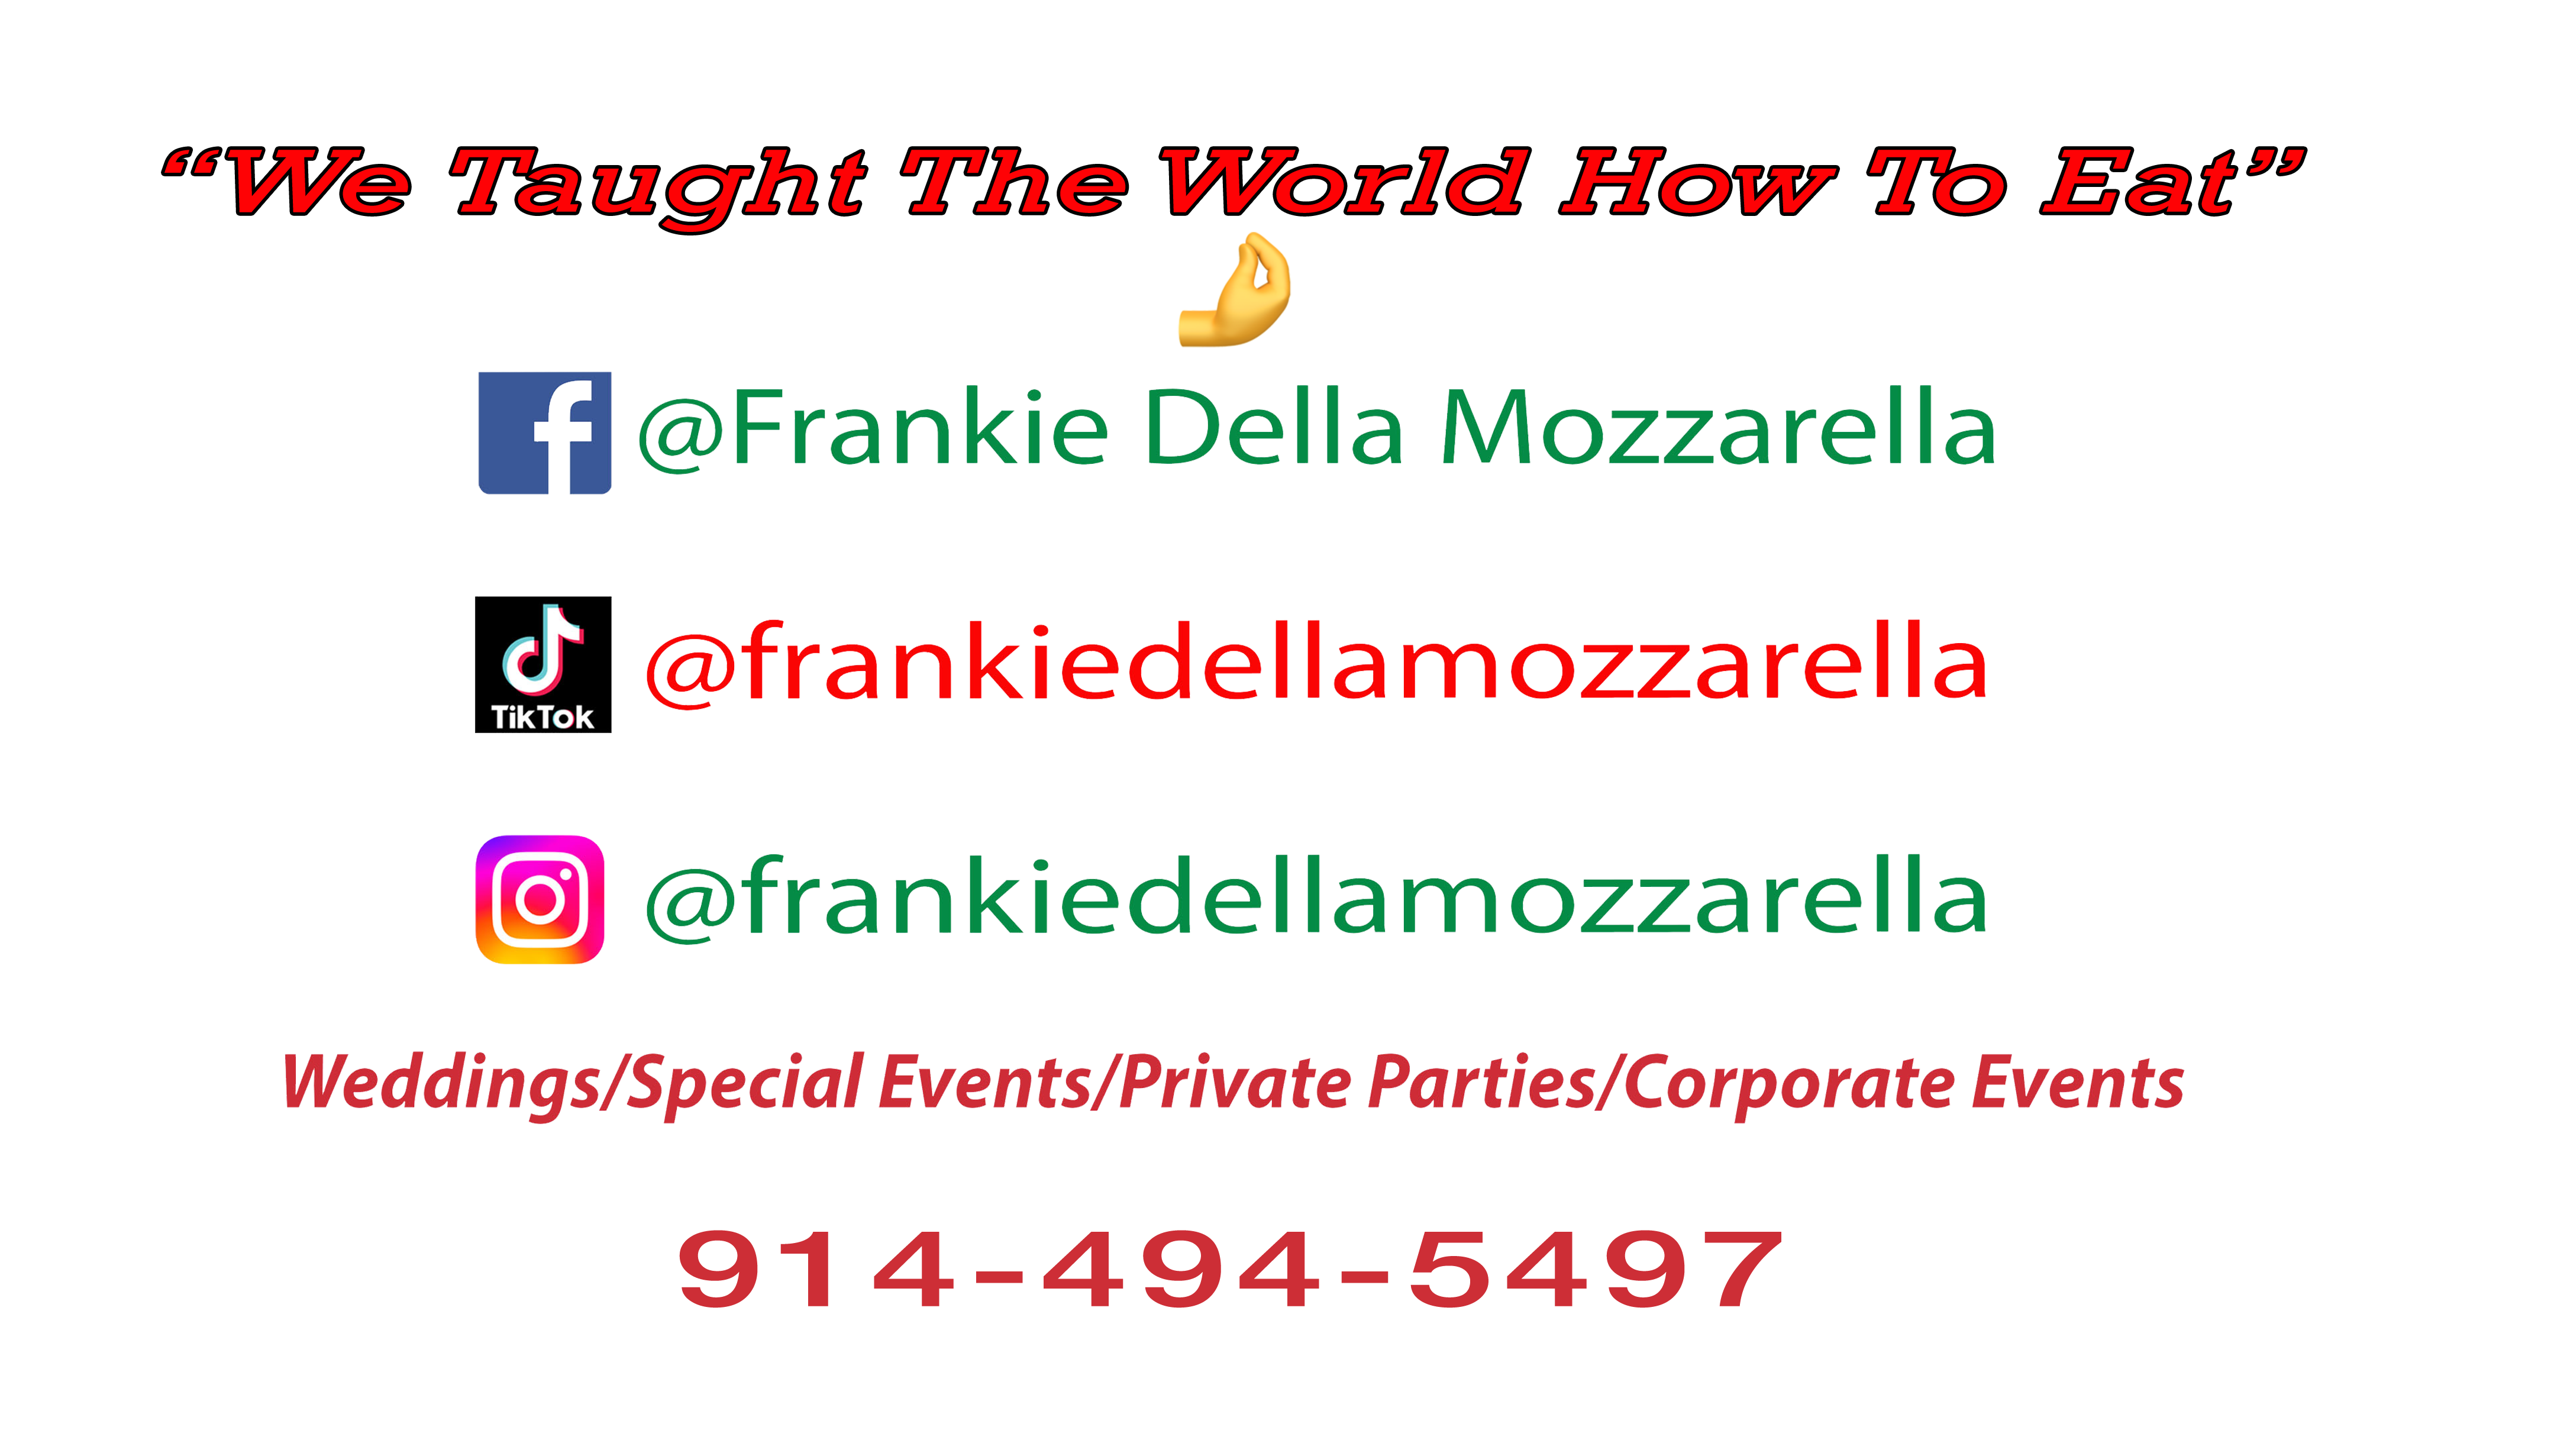 “We Taught The World How To Eat”
@Frankie Della Mozzarella
@frankiedellamozzarella
TikTok
@frankiedellamozzarella
Weddings/Special Events/Private Parties/Corporate Events
914-494-5497